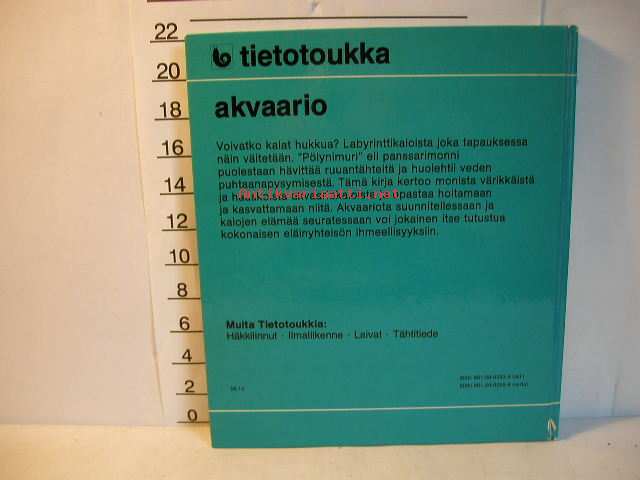 22
20
18
16
14
12
10
8
6
4
2
0
tietotoukka
akvaario
Voivatko kalat hukkua? Labyrinttikaloista joka tapauksessa
näin väitetään. "Pölynimuri" eli panssarimonni
puolestaan hävittää ruuantähteitä ja huolehtii veden
puhtaanapysymisestä. Tämä kirja kertoo monista värikkäistä
ja opastaa hoitamaan
ja kasvattamaan niitä. Akvaariota suunnitellessaan ja
kalojen elämää seuratessaan voi jokainen itse tutustua
kokonaisen eläinyhteisön ihmeellisyyksiin.
Antikvariaatti.net
Muita Tietotoukkia:
Häkkilinnut · Ilmaliikenne · Laivat · Tähtitiede